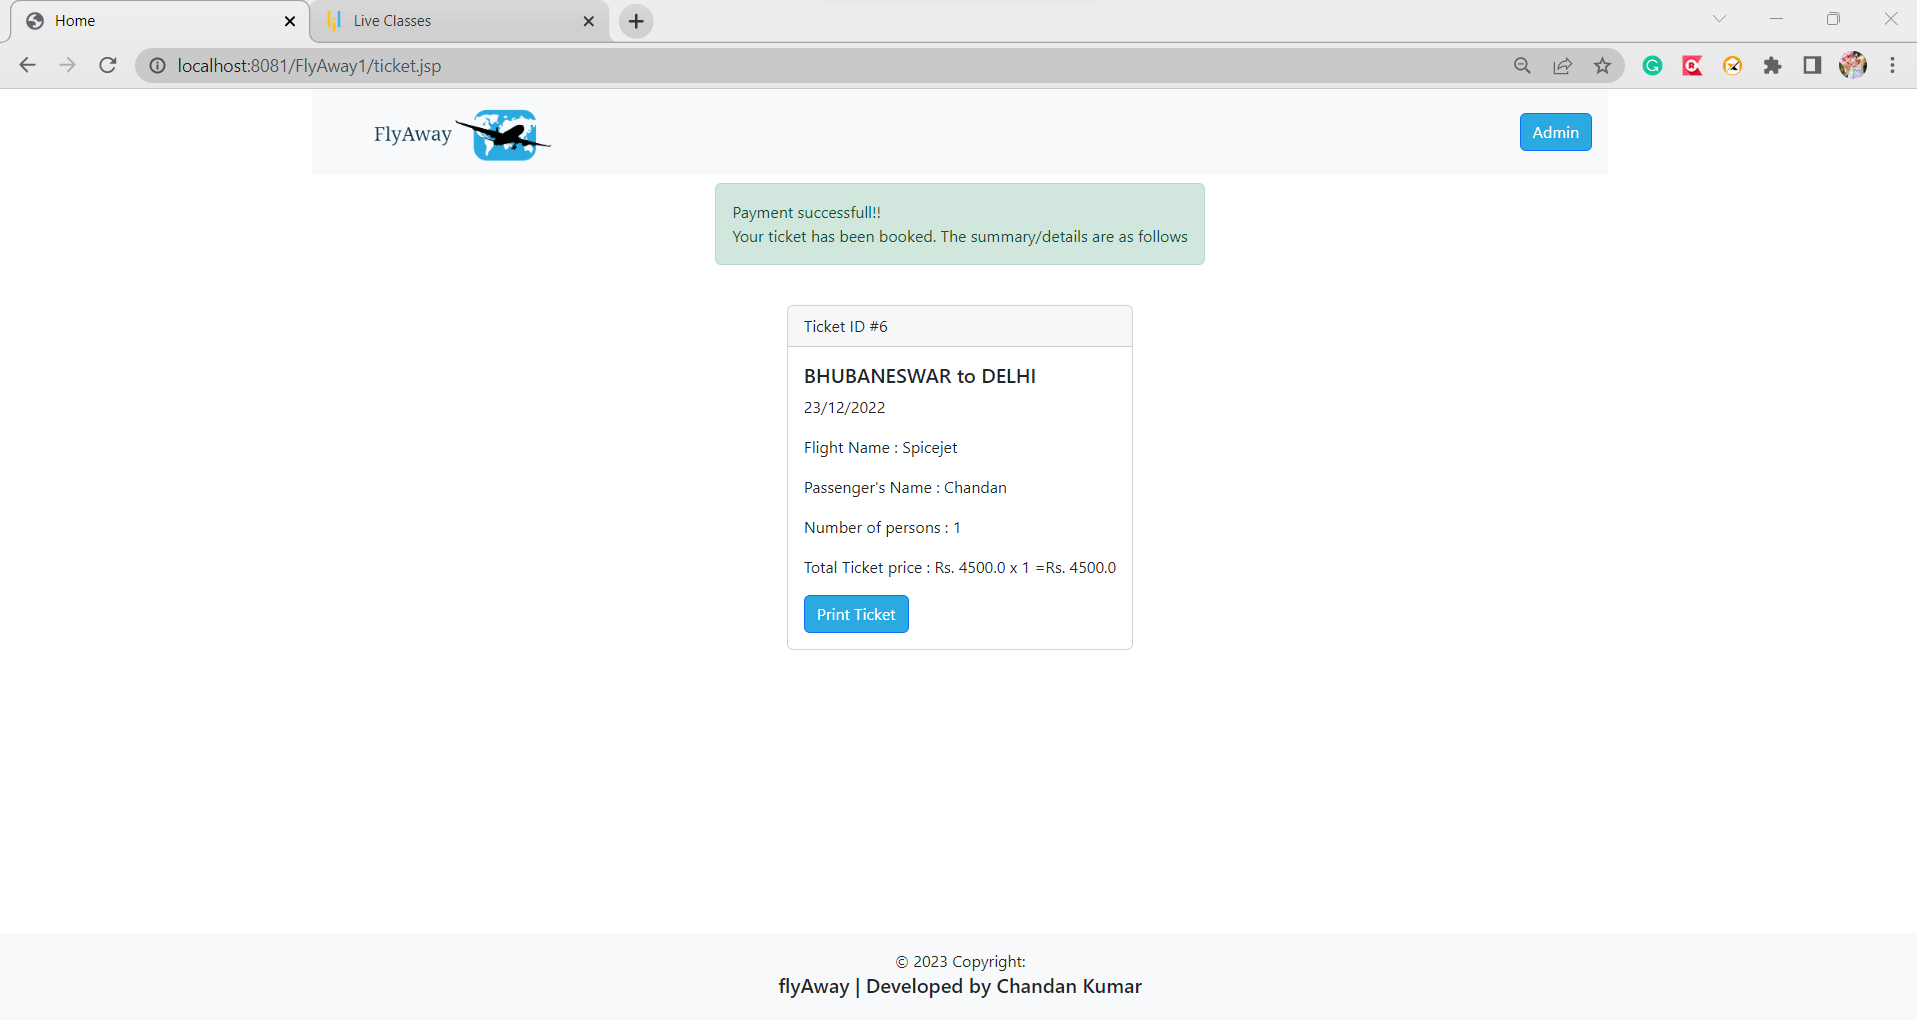 Home
Live Classes
localhost:8081/FlyAway1/ticket.jsp
FlyAway
Admin
Payment successfull!!
Your ticket has been booked. The summary/details are as follows
Ticket ID #6
BHUBANESWAR to DELHI
23/12/2022
Flight Name : Spicejet
Passenger's Name : Chandan
Number of persons : 1
Total Ticket price : Rs. 4500.0 x 1 =Rs. 4500.0
Print Ticket
© 2023 Copyright:
flyAway | Developed by Chandan Kumar